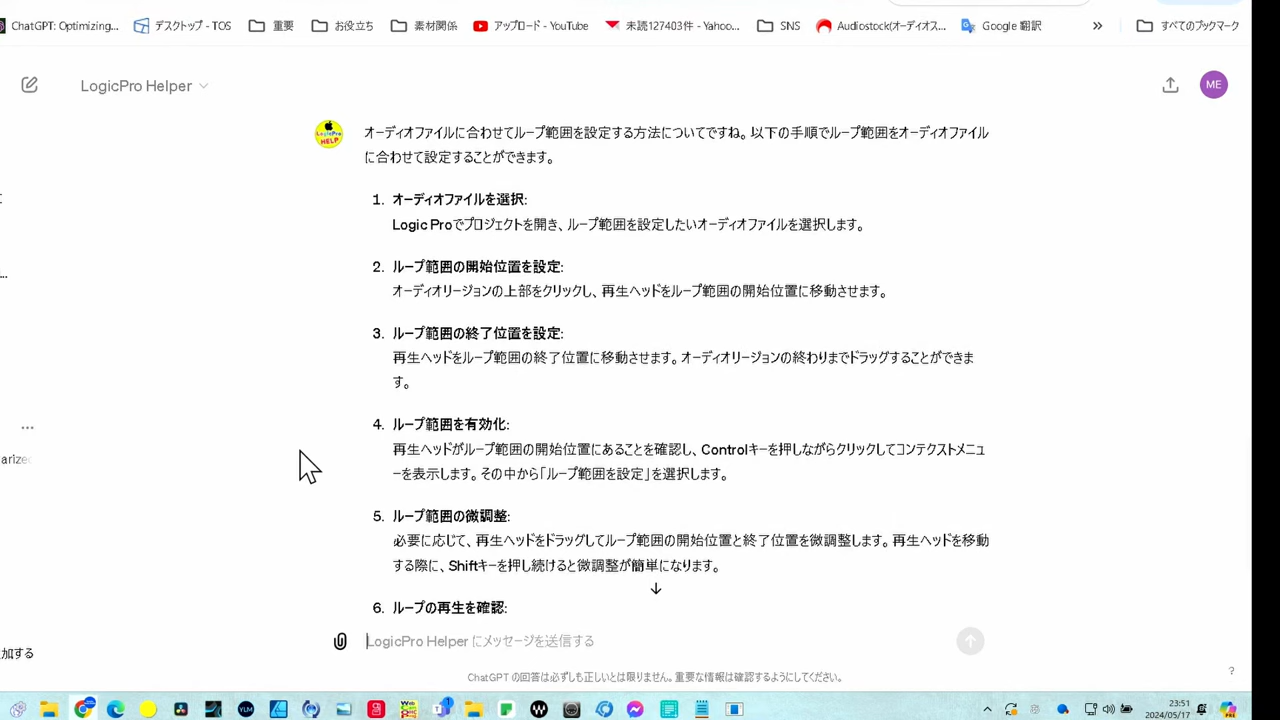 ChatGPT: Optimizing...
デスクトップ - TOS
重要
お役立ち
素材関係
アップロード - YouTube
未読127403件 - Yahoo...
SNS
Audiostock(オーディオス...
Google 翻訳
»
すべてのブックマーク
LogicPro Helper
ME
LogicPro
HELP
オーディオファイルに合わせてループ範囲を設定する方法についてですね。以下の手順でループ範囲をオーディオファイル
に合わせて設定することができます。
1. オーディオファイルを選択:
Logic Proでプロジェクトを開き、ループ範囲を設定したいオーディオファイルを選択します。
2. ループ範囲の開始位置を設定:
オーディオリージョンの上部をクリックし、再生ヘッドをループ範囲の開始位置に移動させます。
3. ループ範囲の終了位置を設定:
再生ヘッドをループ範囲の終了位置に移動させます。オーディオリージョンの終わりまでドラッグすることができま
す。
4. ループ範囲を有効化:
再生ヘッドがループ範囲の開始位置にあることを確認し、Controlキーを押しながらクリックしてコンテクストメニュ
ーを表示します。その中から「ループ範囲を設定」を選択します。
...
arize
5. ループ範囲の微調整:
必要に応じて、再生ヘッドをドラッグしてループ範囲の開始位置と終了位置を微調整します。再生ヘッドを移動
する際に、Shiftキーを押し続けると微調整が簡単になります。
6. ループの再生を確認:
LogicPro Helper にメッセージを送信する
加する
ChatGPT の回答は必ずしも正しいとは限りません。重要な情報は確認するようにしてください。
?
YLM
23:51
2024/05/17